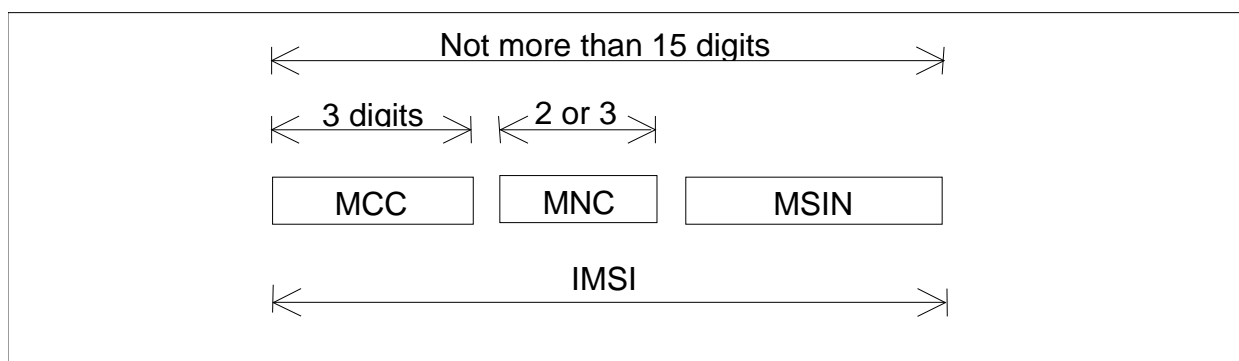 Not more than 15 digits
3 digits 2 or 3
MCC MNC MSIN
IMSI